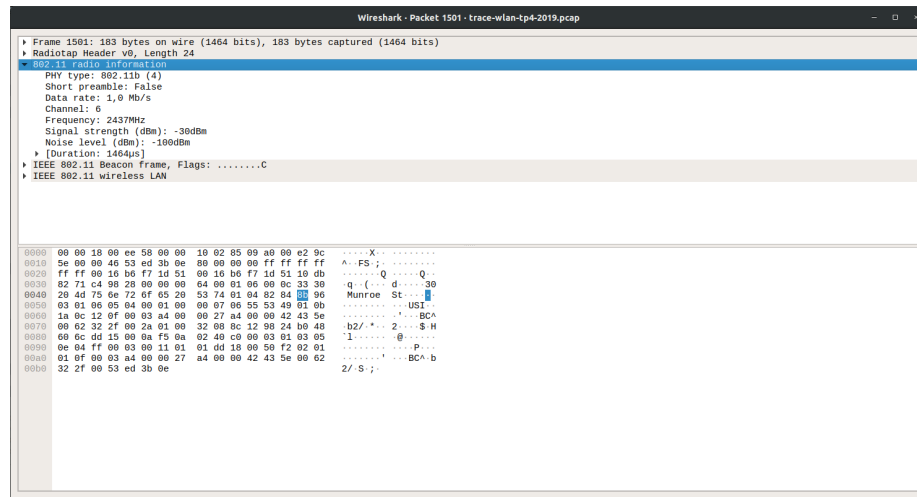 Wireshark · Packet 1501 · trace-wlan-tp4-2019.pcap
Frame 1501: 183 bytes on wire (1464 bits), 183 bytes captured (1464 bits)
Radiotap Header v0, Length 24
802.11 radio information
PHY type: 802.11b (4)
Short preamble: False
Data rate: 1,0 Mb/s
Channel: 6
Frequency: 2437MHz
Signal strength (dBm): -30dBm
Noise level (dBm): -100dBm
[Duration: 1464µs]
IEEE 802.11 Beacon frame, Flags: ........C
IEEE 802.11 wireless LAN
0000 00 00 18 00 ee 58 00 00 10 02 85 09 a0 00 e2 9c ·····X·· ········
0010 5e 00 00 46 53 ed 3b 0e 80 00 00 00 ff ff ff ff ^··FS·;· ········
0020 ff ff 00 16 b6 f7 1d 51 00 16 b6 f7 1d 51 10 db ·······Q ·····Q··
0030 82 71 c4 98 28 00 00 00 64 00 01 06 00 0c 33 30 ·q··(··· d·····30
0040 20 4d 75 6e 72 6f 65 20 53 74 01 04 82 84 8b 96 Munroe St······
0050 03 01 06 05 04 00 01 00 00 07 06 55 53 49 01 0b ········ ···USI··
0060 1a 0c 12 0f 00 03 a4 00 00 27 a4 00 00 42 43 5e ········ ·'···BC^
0070 00 62 32 2f 00 2a 01 00 32 08 8c 12 98 24 b0 48 ·b2/·*·· 2····$·H
0080 60 6c dd 15 00 0a f5 0a 02 40 c0 00 03 01 03 05 `l······ ·@······
0090 0e 04 ff 00 03 00 11 01 01 dd 18 00 50 f2 02 01 ········ ····P···
00a0 01 0f 00 03 a4 00 00 27 a4 00 00 42 43 5e 00 62 ·······' ···BC^·b
00b0 32 2f 00 53 ed 3b 0e 2/·S·;·